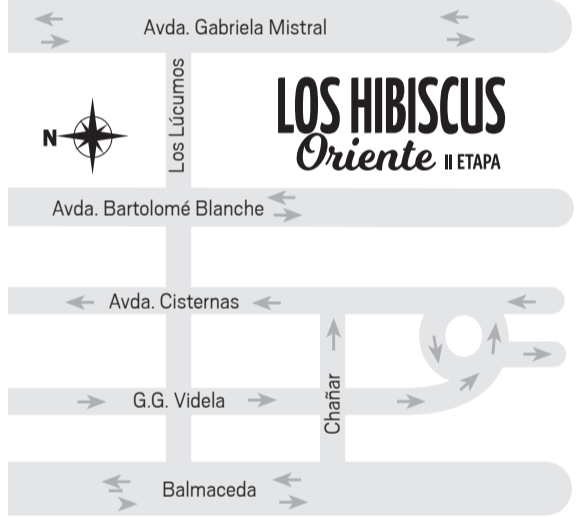 Avda. Gabriela Mistral
Los Lúcumos
LOS HIBISCUS
Oriente II ETAPA
N
Avda. Bartolomé Blanche
Avda. Cisternas
G.G. Videla
Chañar
Balmaceda